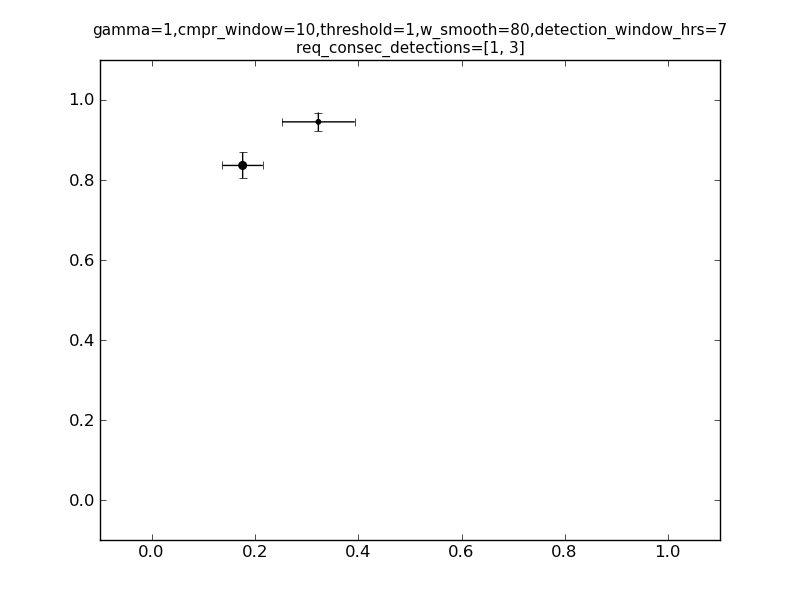 gamma=1,cmpr_window=10,threshold=1,w_smooth=80,detection_window_hrs=7
req_consec_detections=[1, 3]
1.0
0.8
0.6
0.4
0.2
0.0
0.0 0.2 0.4 0.6 0.8 1.0